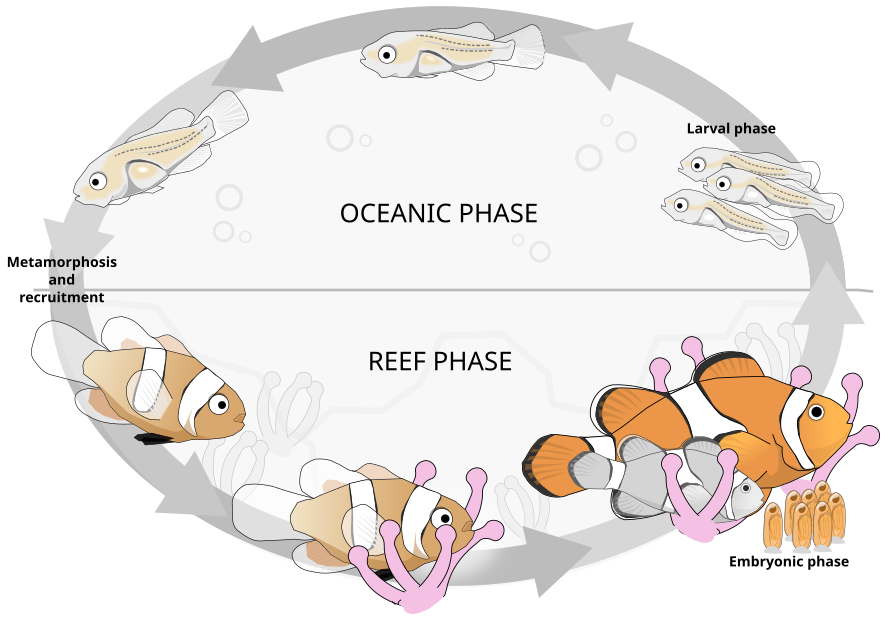 Larval phase
OCEANIC PHASE
Metamorphosis
and
recruitment
REEF PHASE
Embryonic phase